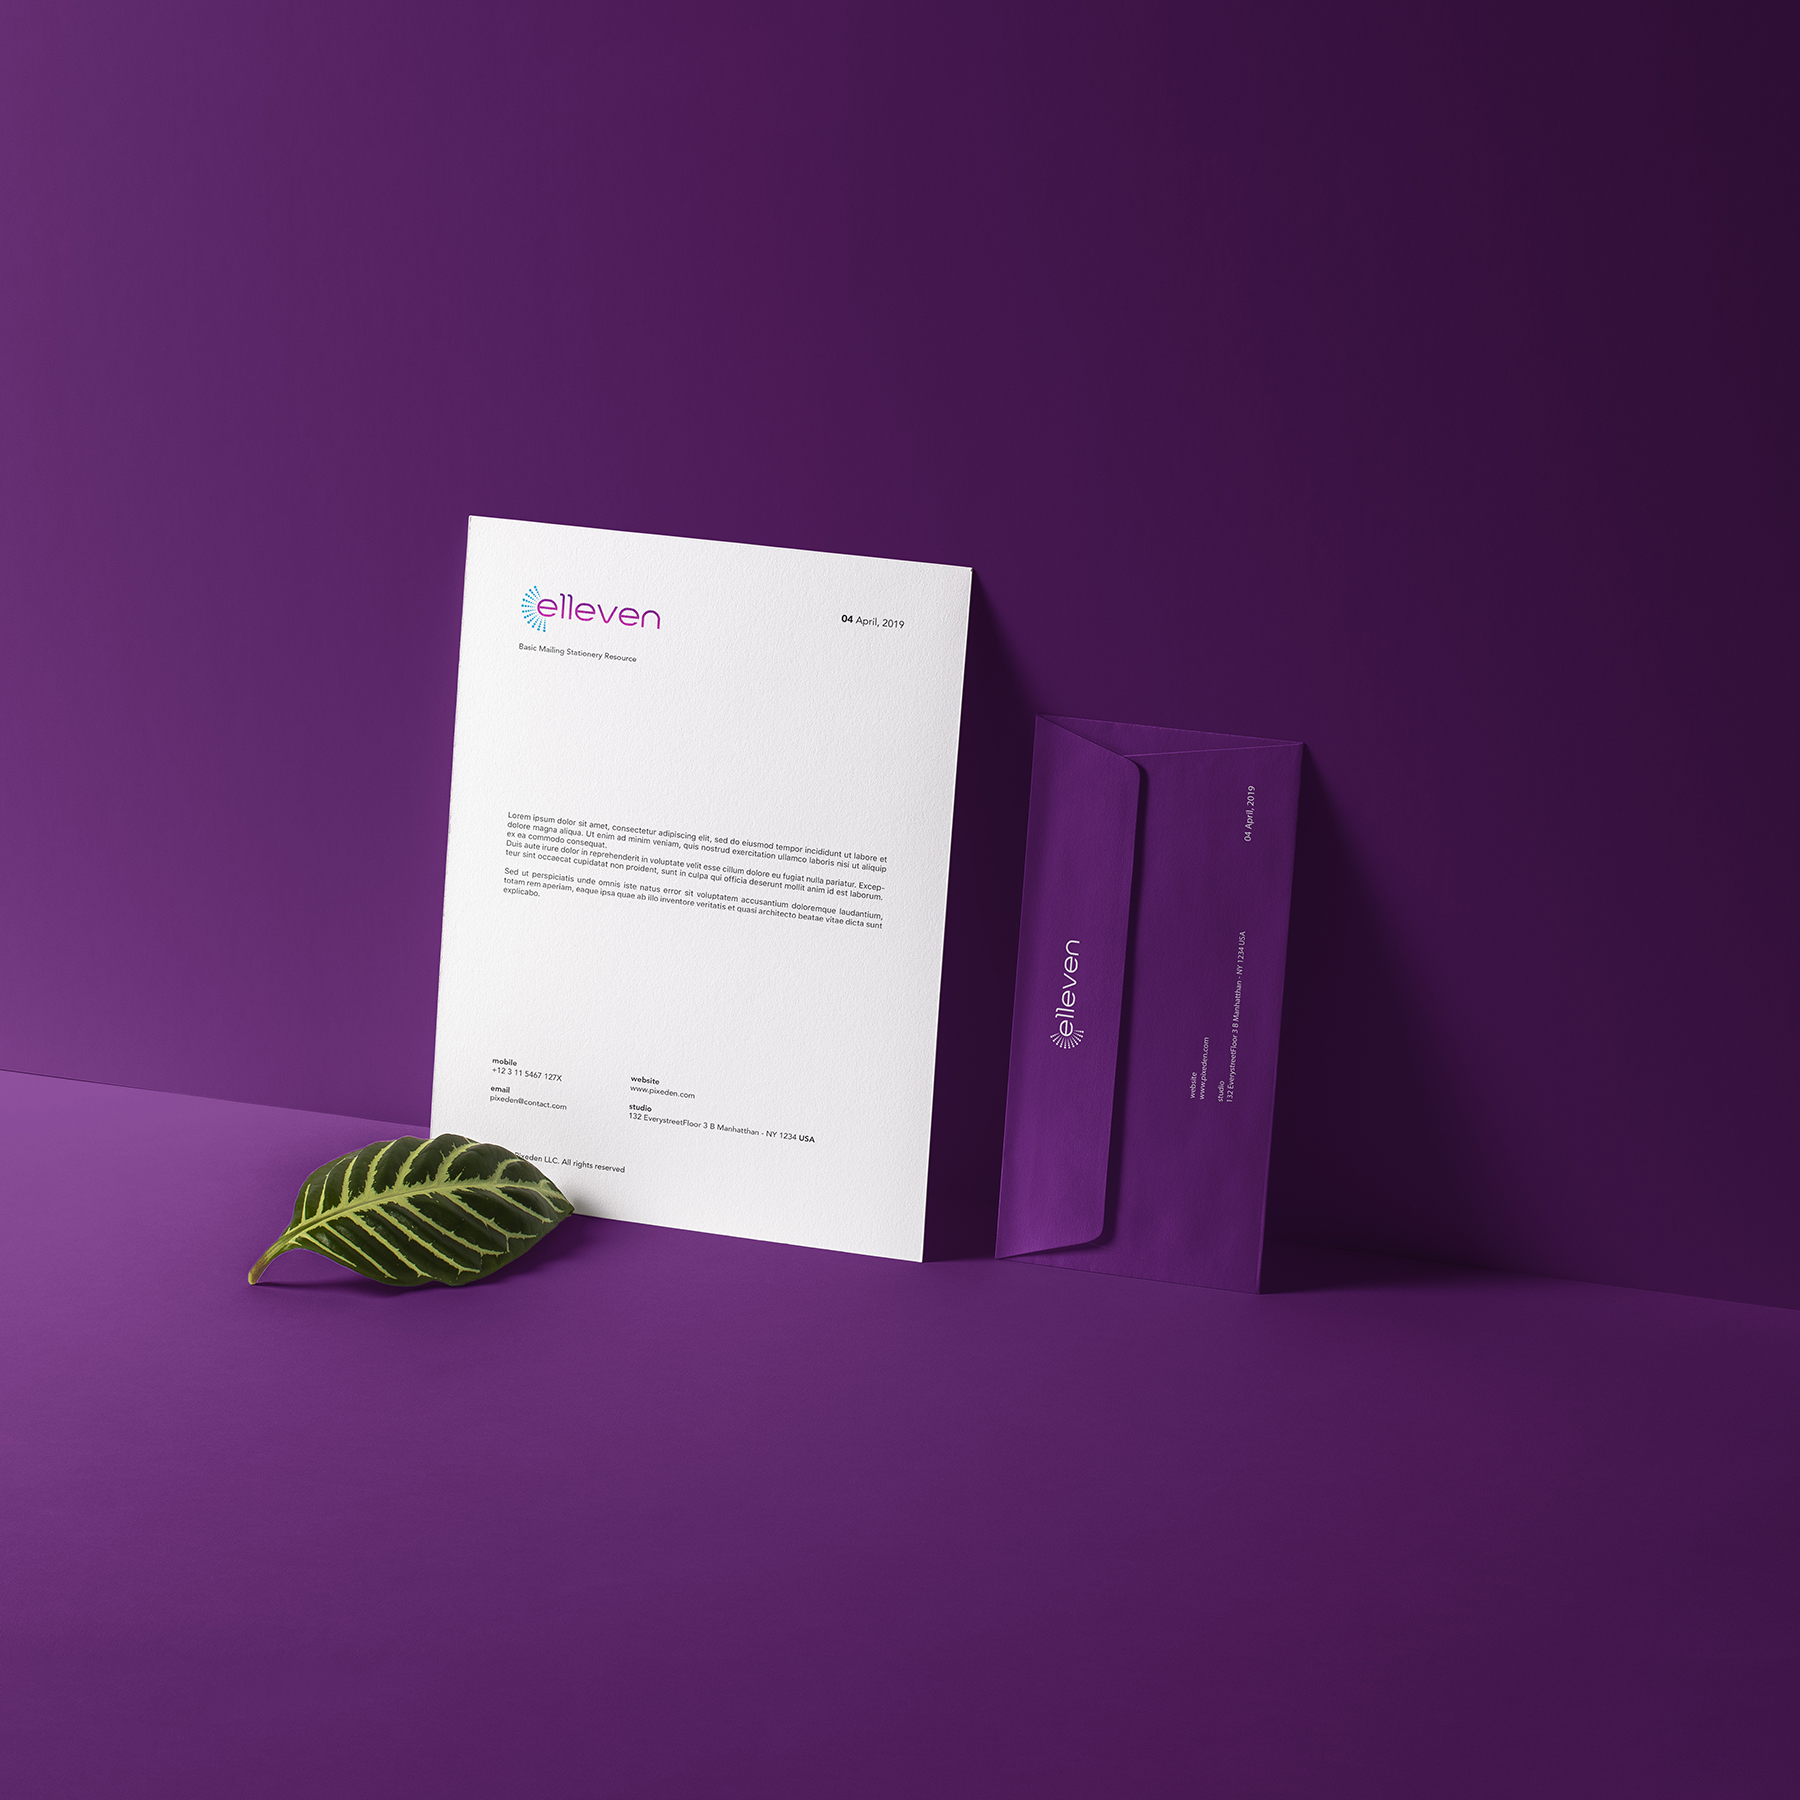 elleven
04 April, 2019
Basic Mailing Stationery Resource
Lorem ipsum dolor sit amet, consectetur adipiscing elit, sed do eiusmod tempor incididunt ut labore et
dolore magna aliqua. Ut enim ad minim veniam, quis nostrud exercitation ullamco laboris nisi ut aliquip
ex ea commodo consequat.
Duis aute irure dolor in reprehenderit in voluptate velit esse cillum dolore eu fugiat nulla pariatur. Excep-
teur sint occaecat cupidatat non proident, sunt in culpa qui officia deserunt mollit anim id est laborum.
Sed ut perspiciatis unde omnis iste natus error sit voluptatem accusantium doloremque laudantium,
totam rem aperiam, eaque ipsa quae ab illo inventore veritatis et quasi architecto beatae vitae dicta sunt
explicabo.
mobile
+12 3 11 5467 127X
email
pixeden@contact.com
website
www.pixeden.com
studio
132 EverystreetFloor 3 B Manhatthan - NY 1234 USA
Pixeden LLC. All rights reserved
elleven
04 April, 2019
website
www.pixeden.com
studio
132 EverystreetFloor 3 B Manhatthan - NY 1234 USA